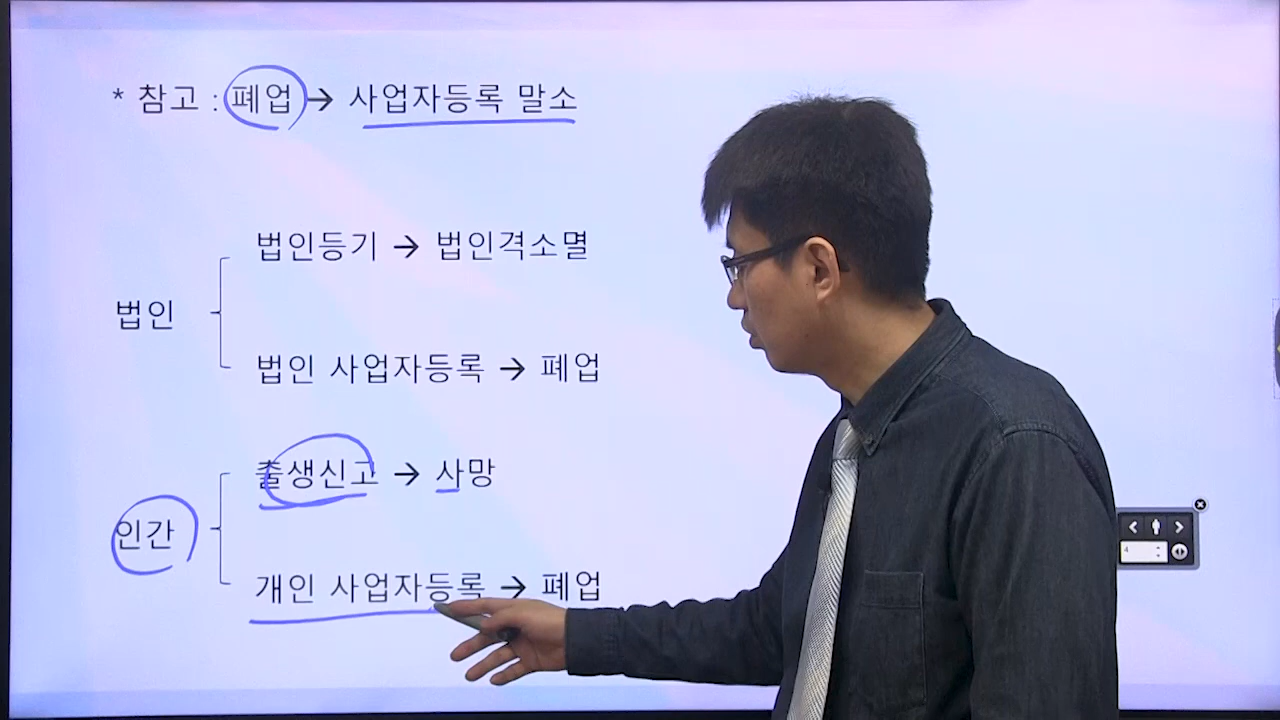 * 참고 : 폐업 → 사업자등록 말소
법인등기 → 법인격소멸
법인
법인 사업자등록 → 폐업
출생신고 → 사망
인간
개인 사업자등록 → 폐업
4